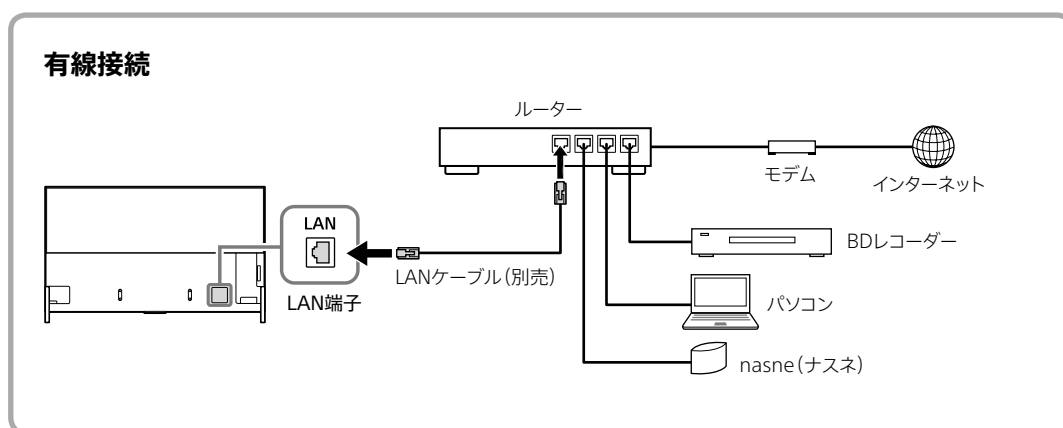 有線接続
ルーター
モデム
インターネット
LAN
LANケーブル（別売）
LAN端子
BDレコーダー
パソコン
nasne（ナスネ）